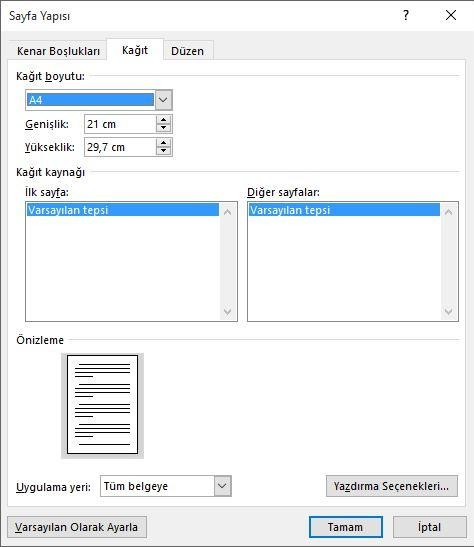 Sayfa Yapısı
Kenar Boşlukları Kağıt Düzen
Kağıt boyutu:
A4
Genişlik: 21 cm
Yükseklik: 29,7 cm
Kağıt kaynağı
İlk sayfa: Diğer sayfalar:
Varsayılan tepsi Varsayılan tepsi
Önizleme
Uygulama yeri: Tüm belgeye Yazdırma Seçenekleri...
Varsayılan Olarak Ayarla Tamam İptal